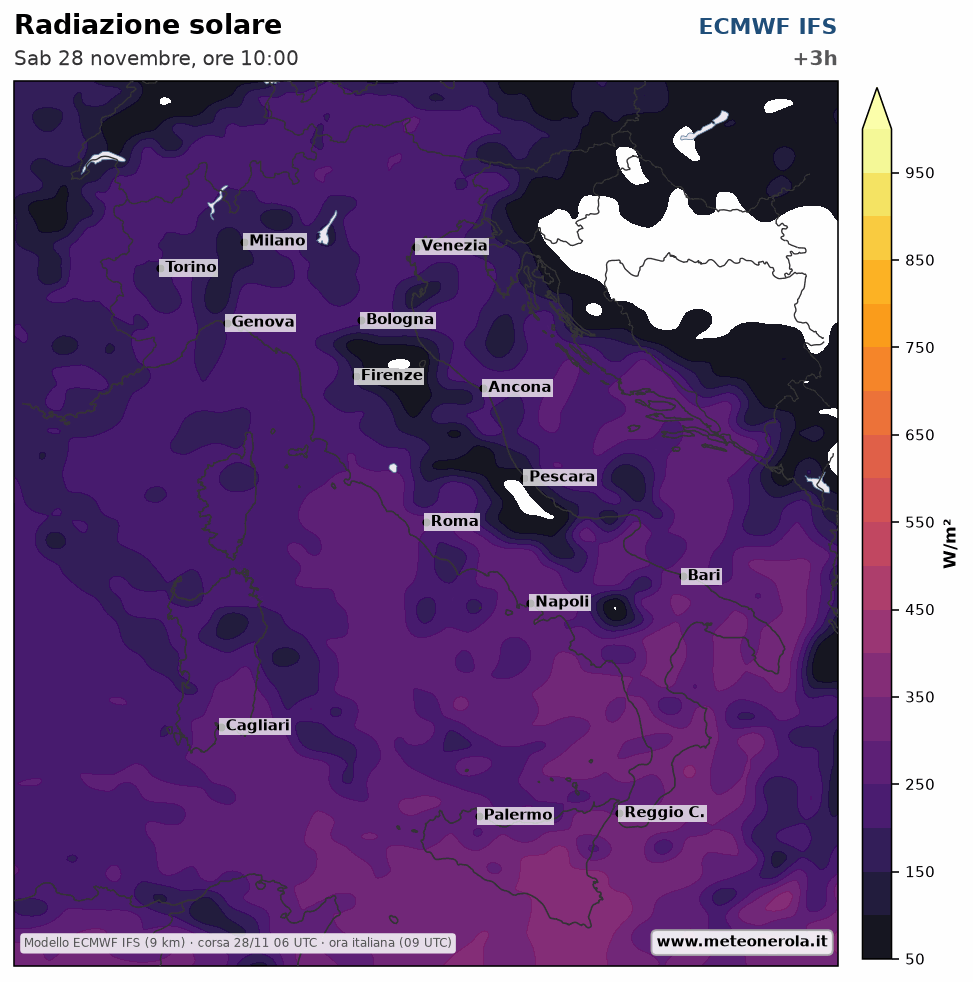 Radiazione solare
ECMWF IFS
Sab 28 novembre, ore 10:00
+3h
Milano
Venezia
Torino
Genova
Bologna
Firenze
Ancona
Pescara
Roma
Bari
Napoli
Cagliari
Palermo
Reggio C.
950
850
750
650
550
450
350
250
150
50
W/m²
Modello ECMWF IFS (9 km) · corsa 28/11 06 UTC · ora italiana (09 UTC)
www.meteonerola.it